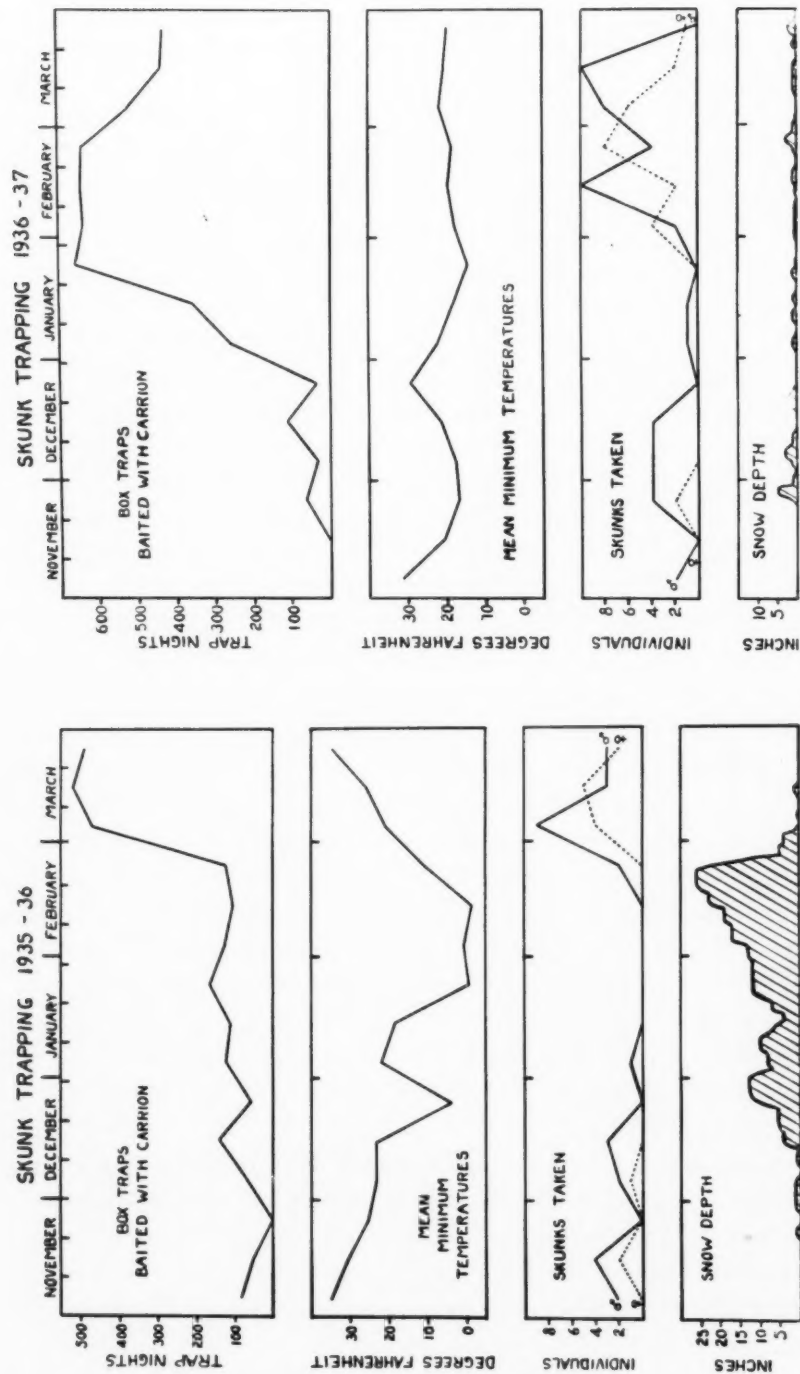 SKUNK TRAPPING 1935 - 36
NOVEMBER DECEMBER JANUARY FEBRUARY MARCH
500
400
300
200
100
TRAP NIGHTS
BOX TRAPS
BAITED WITH CARRION
30
20
10
0
DEGREES FAHRENHEIT
MEAN
MINIMUM
TEMPERATURES
8
6
4
2
INDIVIDUALS
SKUNKS TAKEN
♂
♀
♂
♀
25
20
15
10
5
INCHES
SNOW DEPTH
SKUNK TRAPPING 1936 - 37
NOVEMBER DECEMBER JANUARY FEBRUARY MARCH
600
500
400
300
200
100
TRAP NIGHTS
BOX TRAPS
BAITED WITH CARRION
30
20
10
0
DEGREES FAHRENHEIT
MEAN MINIMUM TEMPERATURES
10
8
6
4
2
INDIVIDUALS
SKUNKS TAKEN
♂
♀
♀
♂
10
5
INCHES
SNOW DEPTH